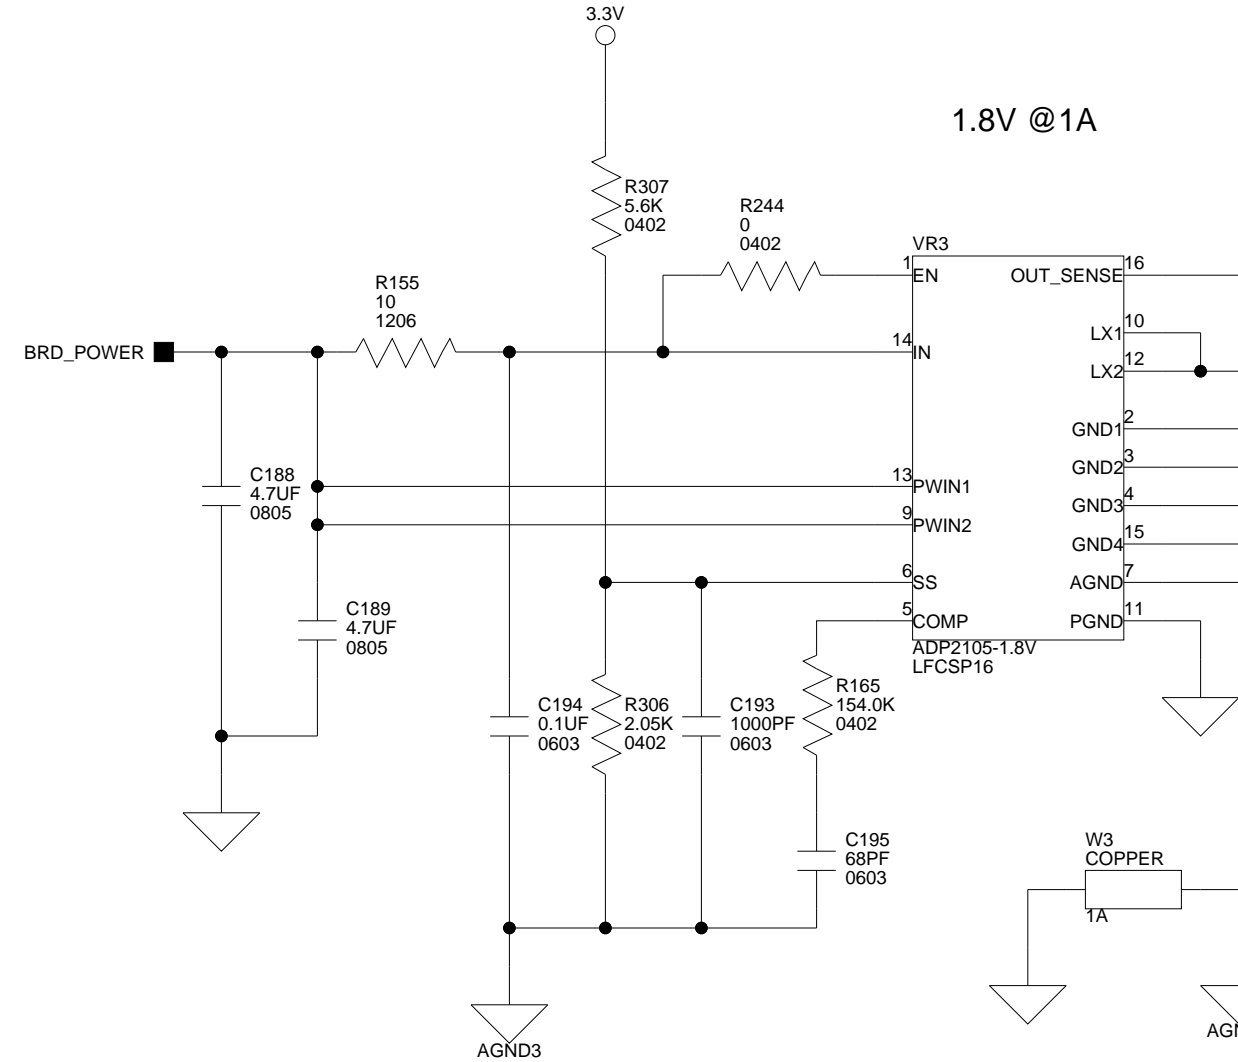 3.3V
1.8V @1A
R307
5.6K
0402
R244
0
0402
VR3
1
EN
OUT_SENSE
16
R155
10
1206
LX1
10
BRD_POWER
14
IN
LX2
12
GND1
2
GND2
3
C188
4.7UF
0805
13
PWIN1
GND3
4
9
PWIN2
GND4
15
6
SS
AGND
7
C189
4.7UF
0805
5
COMP
PGND
11
ADP2105-1.8V
LFCSP16
C194
0.1UF
0603
R306
2.05K
0402
C193
1000PF
0603
R165
154.0K
0402
C195
68PF
0603
W3
COPPER
1A
AGND3